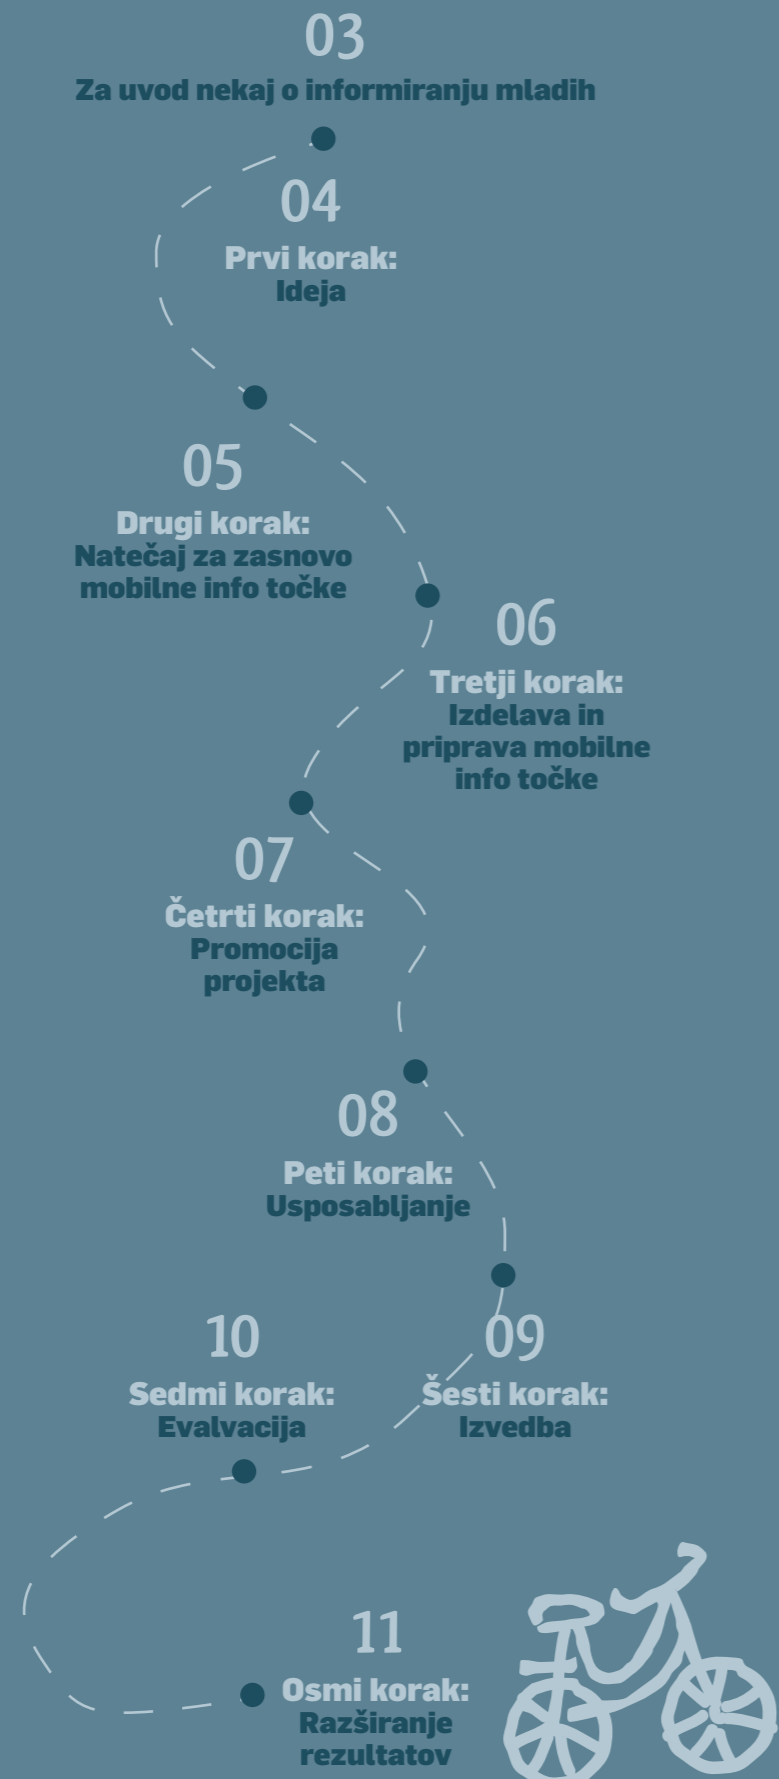 03
Za uvod nekaj o informiranju mladih
04
Prvi korak:
Ideja
05
Drugi korak:
Natečaj za zasnovo
mobilne info točke
06
Tretji korak:
Izdelava in
priprava mobilne
info točke
07
Četrti korak:
Promocija
projekta
08
Peti korak:
Usposabljanje
09
Šesti korak:
Izvedba
10
Sedmi korak:
Evalvacija
11
Osmi korak:
Razširanje
rezultatov